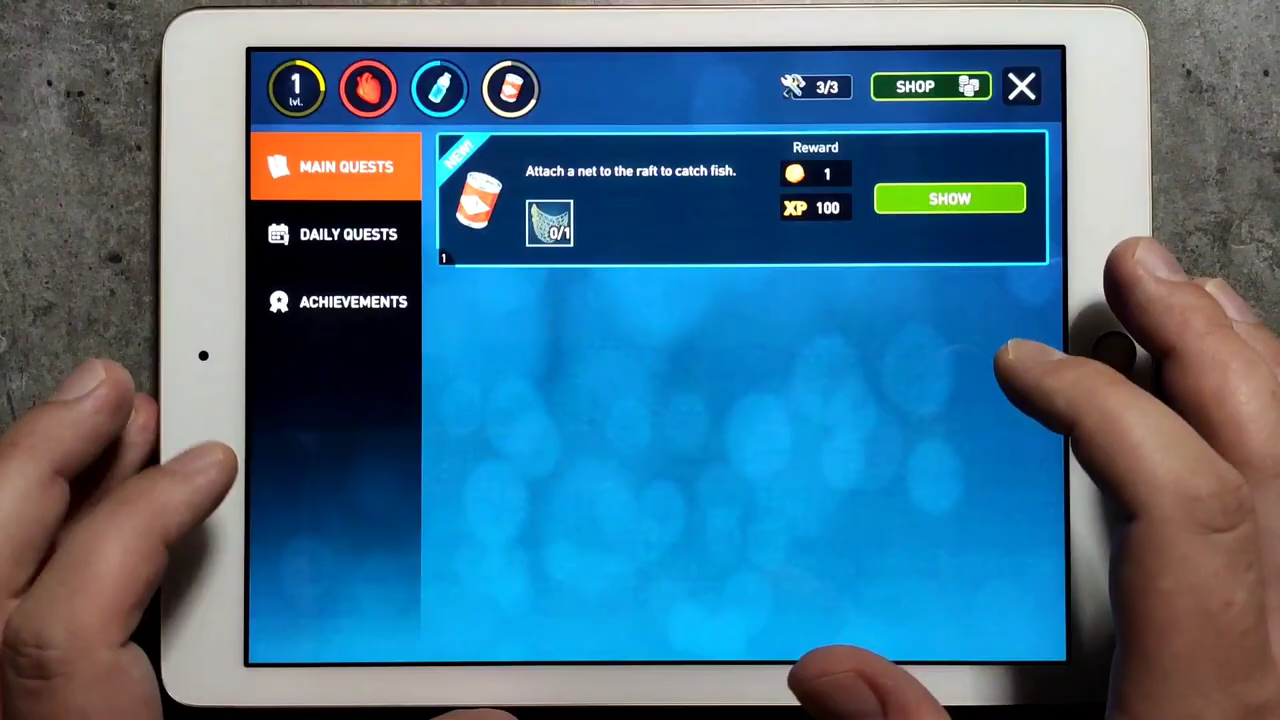 1
lvl.
3/3
SHOP
MAIN QUESTS
DAILY QUESTS
ACHIEVEMENTS
NEW!
Attach a net to the raft to catch fish.
0/1
1
Reward
1
XP 100
SHOW